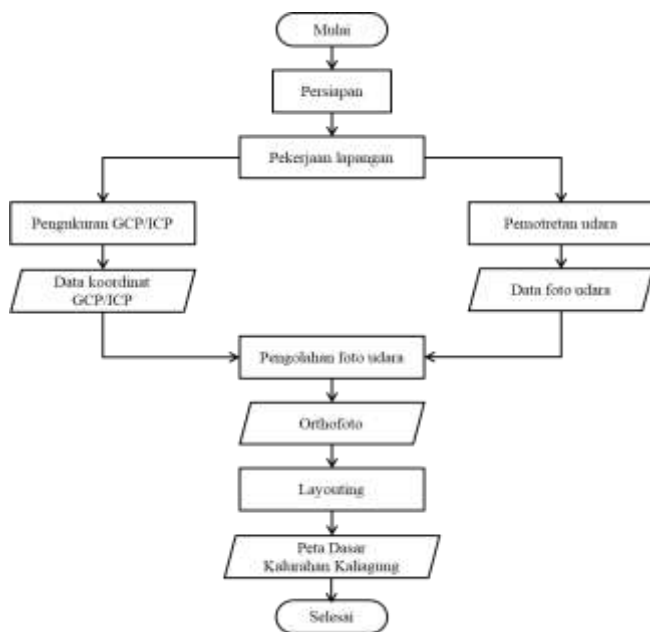 Mulai
Persiapan
Pekerjaan lapangan
Pengukuran GCP/ICP
Pemotretan udara
Data koordinat
GCP/ICP
Data foto udara
Pengolahan foto udara
Orthofoto
Layouting
Peta Dasar
Kalurahan Kaliagung
Selesai